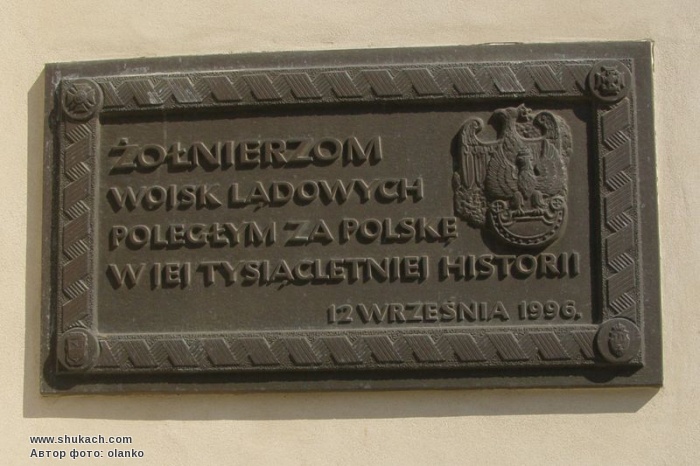 ŻOŁNIERZOM
WOJSK LĄDOWYCH
POLEGŁYM ZA POLSKĘ
W JEJ TYSIĄCLETNIEJ HISTORII
12 WRZEŚNIA 1996.
www.shukach.com
Автор фото: olanko